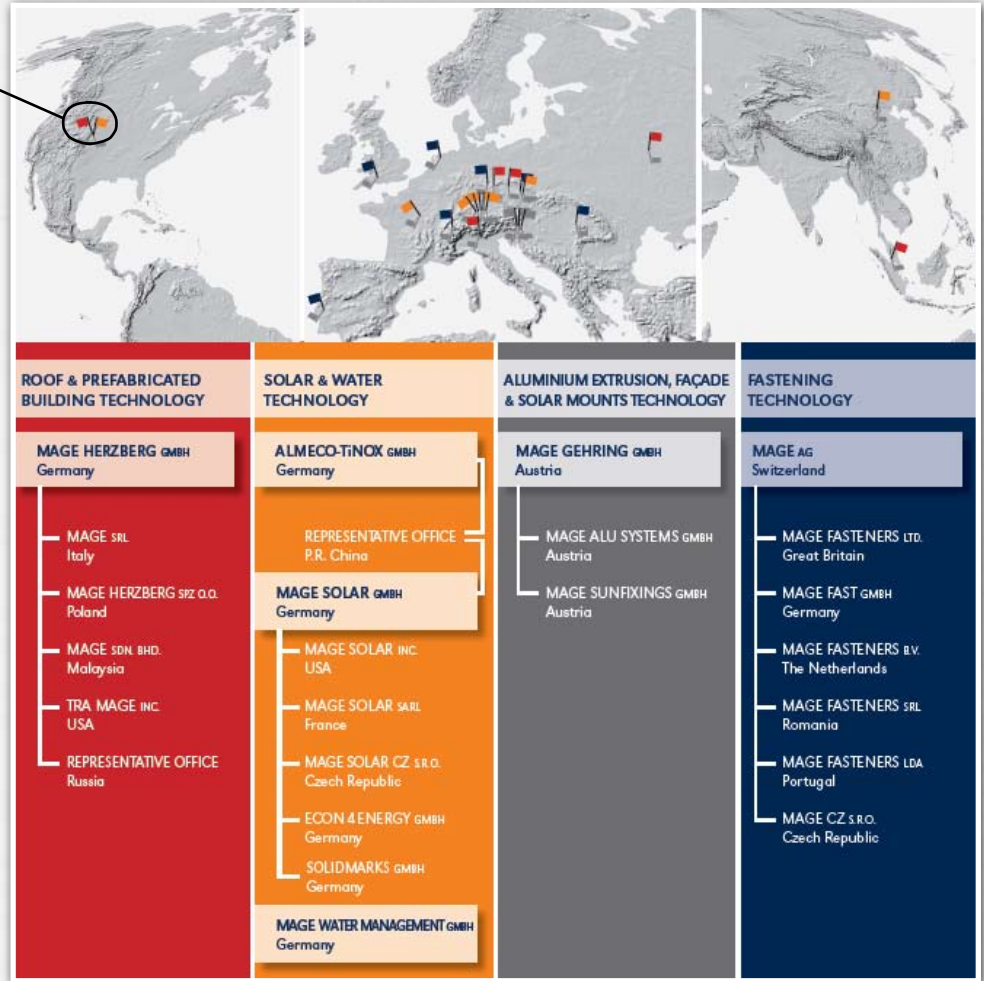 ROOF & PREFABRICATED
BUILDING TECHNOLOGY
MAGE HERZBERG GMBH
Germany
MAGE SRL
Italy
MAGE HERZBERG SPZ O.O.
Poland
MAGE SDN. BHD.
Malaysia
TRA MAGE INC.
USA
REPRESENTATIVE OFFICE
Russia
SOLAR & WATER
TECHNOLOGY
ALMECO-TiNOX GMBH
Germany
REPRESENTATIVE OFFICE
P.R. China
MAGE SOLAR GMBH
Germany
MAGE SOLAR INC.
USA
MAGE SOLAR SARL
France
MAGE SOLAR CZ S.R.O.
Czech Republic
ECON 4 ENERGY GMBH
Germany
SOLIDMARKS GMBH
Germany
MAGE WATER MANAGEMENT GMBH
Germany
ALUMINIUM EXTRUSION, FAÇADE
& SOLAR MOUNTS TECHNOLOGY
MAGE GEHRING GMBH
Austria
MAGE ALU SYSTEMS GMBH
Austria
MAGE SUNFIXINGS GMBH
Austria
FASTENING
TECHNOLOGY
MAGE AG
Switzerland
MAGE FASTENERS LTD.
Great Britain
MAGE FAST GMBH
Germany
MAGE FASTENERS B.V.
The Netherlands
MAGE FASTENERS SRL
Romania
MAGE FASTENERS LDA
Portugal
MAGE CZ S.R.O.
Czech Republic